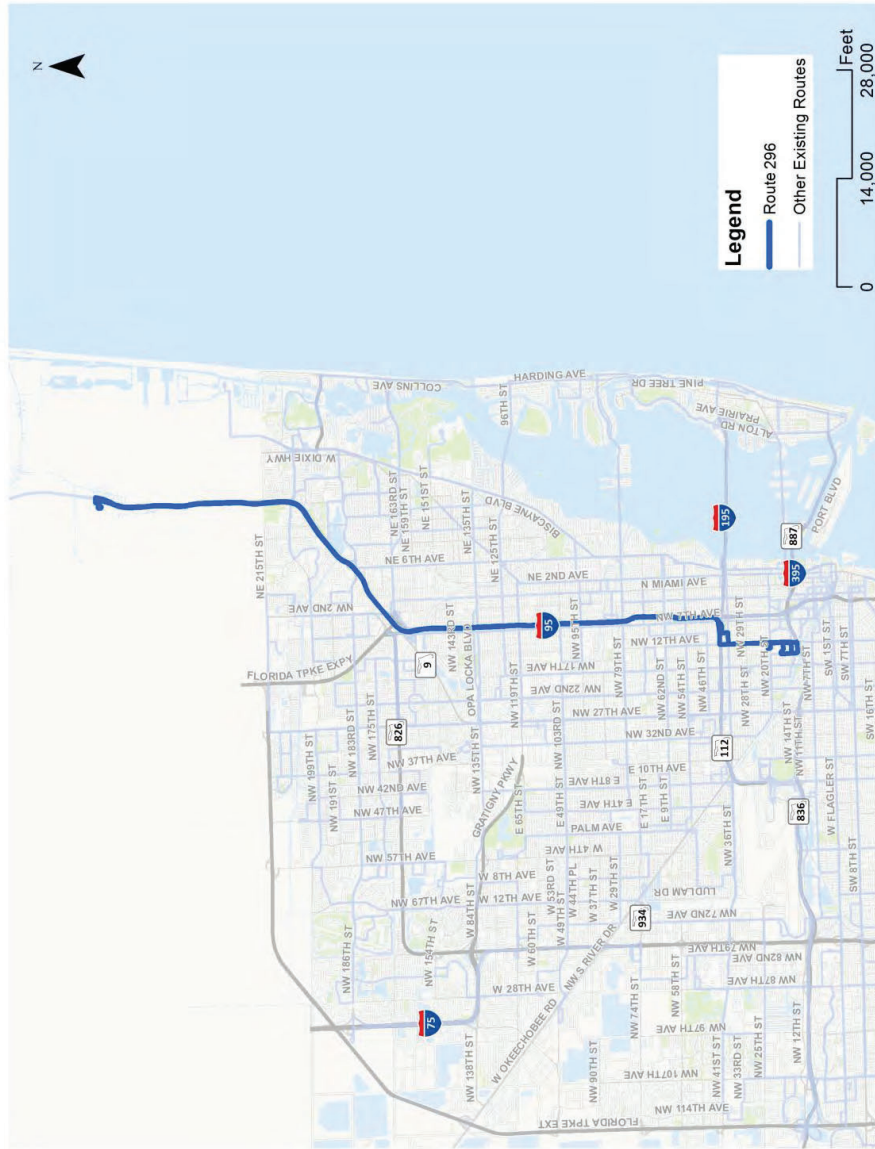 N
Legend
Route 296
Other Existing Routes
0
14,000
28,000
Feet
NE 215TH ST
W DIXIE HWY
COLLINS AVE
NW 2ND AVE
NE 163RD ST
NE 159TH ST
NE 151ST ST
NE 6TH AVE
FLORIDA TPKE EXPY
NE 135TH ST
96TH ST
HARDING AVE
NW 199TH ST
NW 191ST ST
NW 183RD ST
NW 175TH ST
826
9
NW 143RD ST
OPA LOCKA BLVD
NE 125TH ST
BISCAYNE BLVD
NE 2ND AVE
PINE TREE DR
PRAIRIE AVE
ALTON RD
NW 37TH AVE
NW 42ND AVE
NW 47TH AVE
NW 135TH ST
GRATIGNY PKWY
NW 119TH ST
95
NW 95TH ST
N MIAMI AVE
195
NW 17TH AVE
NW 12TH AVE
NW 7TH AVE
NW 22ND AVE
NW 27TH AVE
NW 79TH ST
NW 103RD ST
NW 32ND AVE
NW 62ND ST
NW 54TH ST
NW 46TH ST
NW 29TH ST
NW 28TH ST
NW 20TH ST
395
887
PORT BLVD
NW 57TH AVE
E 65TH ST
E 49TH ST
E 8TH AVE
E 10TH AVE
E 4TH AVE
E 17TH ST
E 9TH ST
112
NW 14TH ST
NW 11TH ST
NW 7TH ST
SW 1ST ST
SW 7TH ST
SW 16TH ST
PALM AVE
W 4TH AVE
W 8TH AVE
W 12TH AVE
NW 67TH AVE
NW 186TH ST
NW 154TH ST
W 84TH ST
W 60TH ST
W 53RD ST
W 49TH ST
W 44TH PL
W 37TH ST
W 29TH ST
LUDLAM DR
NW 36TH ST
836
W FLAGLER ST
SW 8TH ST
934
NW 72ND AVE
NW 79TH AVE
NW 82ND AVE
NW 87TH AVE
W 28TH AVE
NW S RIVER DR
W OKEECHOBEE RD
75
NW 138TH ST
NW 74TH ST
NW 58TH ST
NW 97TH AVE
NW 90TH ST
NW 107TH AVE
NW 41ST ST
NW 33RD ST
NW 25TH ST
NW 12TH ST
NW 114TH AVE
FLORIDA TPKE EXT